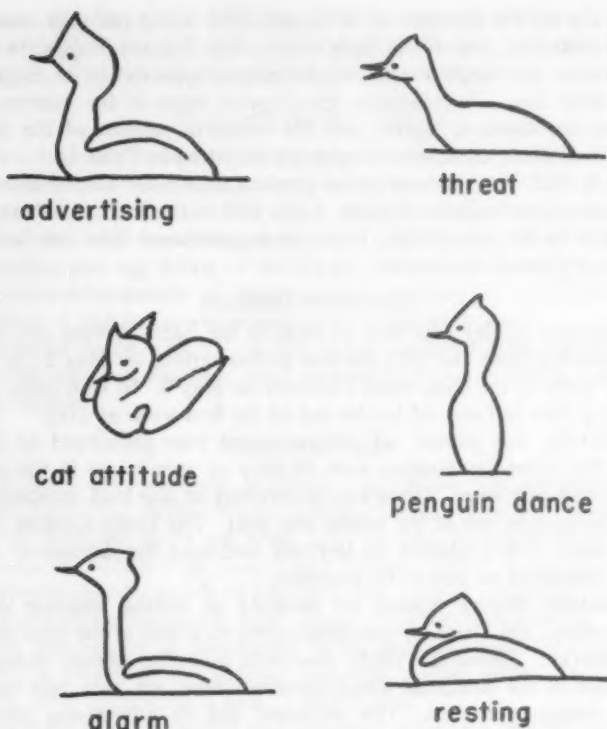 advertising
threat
cat attitude
penguin dance
alarm
resting